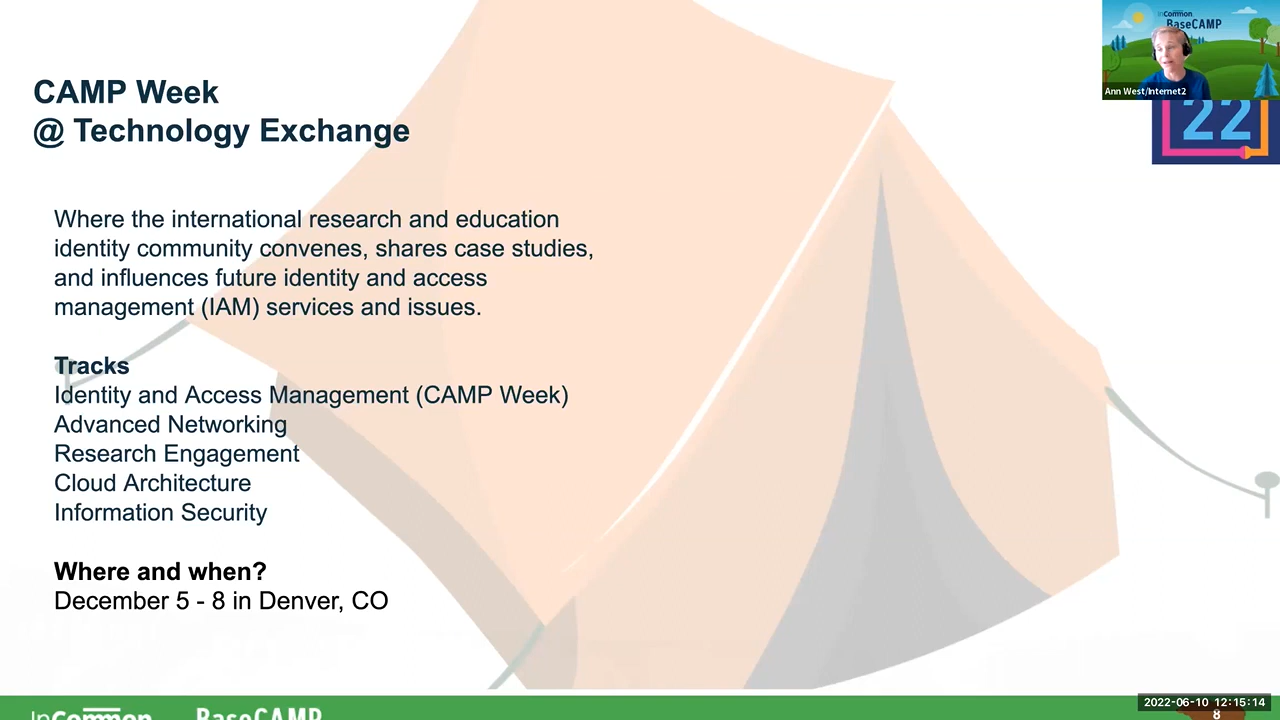 CAMP Week
@ Technology Exchange
InCommon
BaseCAMP
Ann West/Internet2
22
Where the international research and education
identity community convenes, shares case studies,
and influences future identity and access
management (IAM) services and issues.
Tracks
Identity and Access Management (CAMP Week)
Advanced Networking
Research Engagement
Cloud Architecture
Information Security
Where and when?
December 5 - 8 in Denver, CO
InCommon BaseCAMP
2022-06-10 12:15:14
8